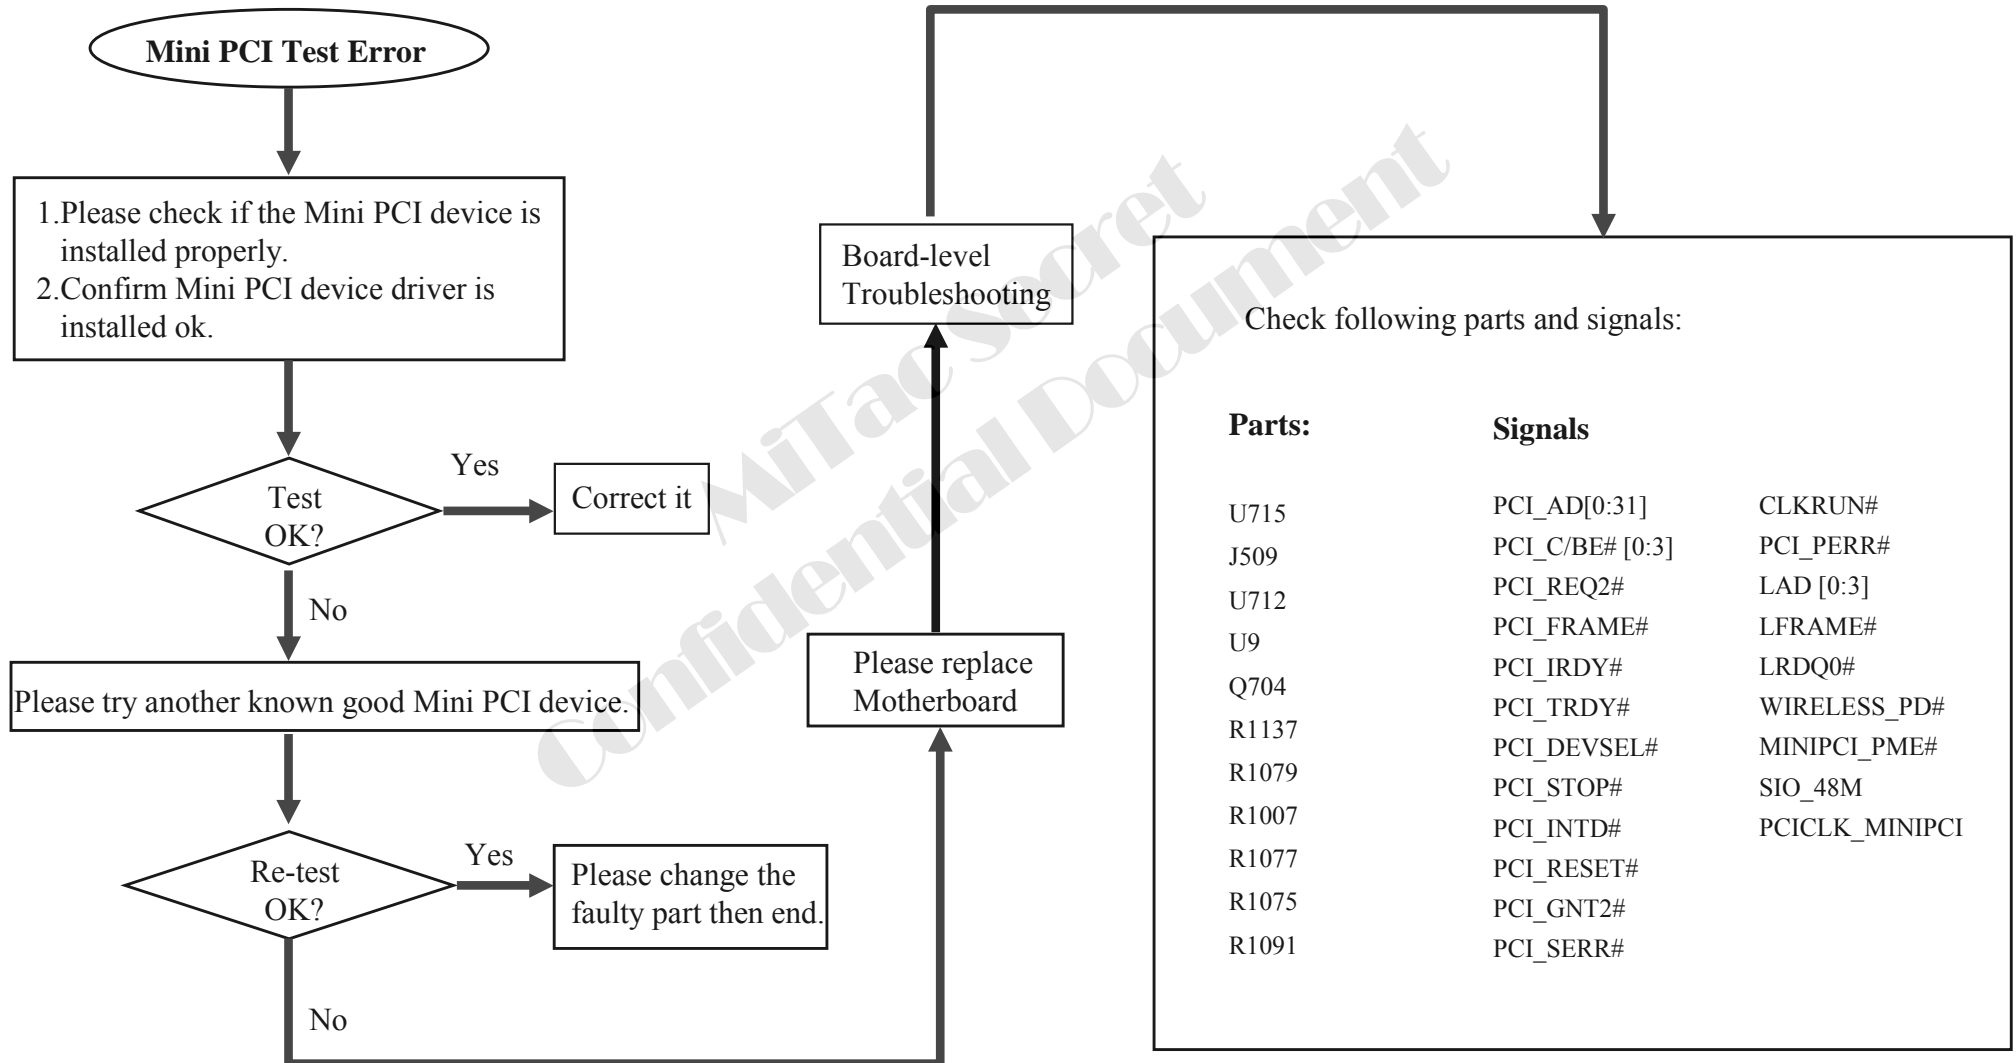 Mini PCI Test Error
1.Please check if the Mini PCI device is
installed properly.
2.Confirm Mini PCI device driver is
installed ok.
Test
OK?
Yes
Correct it
No
Please try another known good Mini PCI device.
Re-test
OK?
Yes
Please change the
faulty part then end.
No
Please replace
Motherboard
Board-level
Troubleshooting
Check following parts and signals:
Parts:
U715
J509
U712
U9
Q704
R1137
R1079
R1007
R1077
R1075
R1091
Signals
PCI_AD[0:31]
PCI_C/BE# [0:3]
PCI_REQ2#
PCI_FRAME#
PCI_IRDY#
PCI_TRDY#
PCI_DEVSEL#
PCI_STOP#
PCI_INTD#
PCI_RESET#
PCI_GNT2#
PCI_SERR#
CLKRUN#
PCI_PERR#
LAD [0:3]
LFRAME#
LRDQ0#
WIRELESS_PD#
MINIPCI_PME#
SIO_48M
PCICLK_MINIPCI
MiTac Secret
Confidential Document